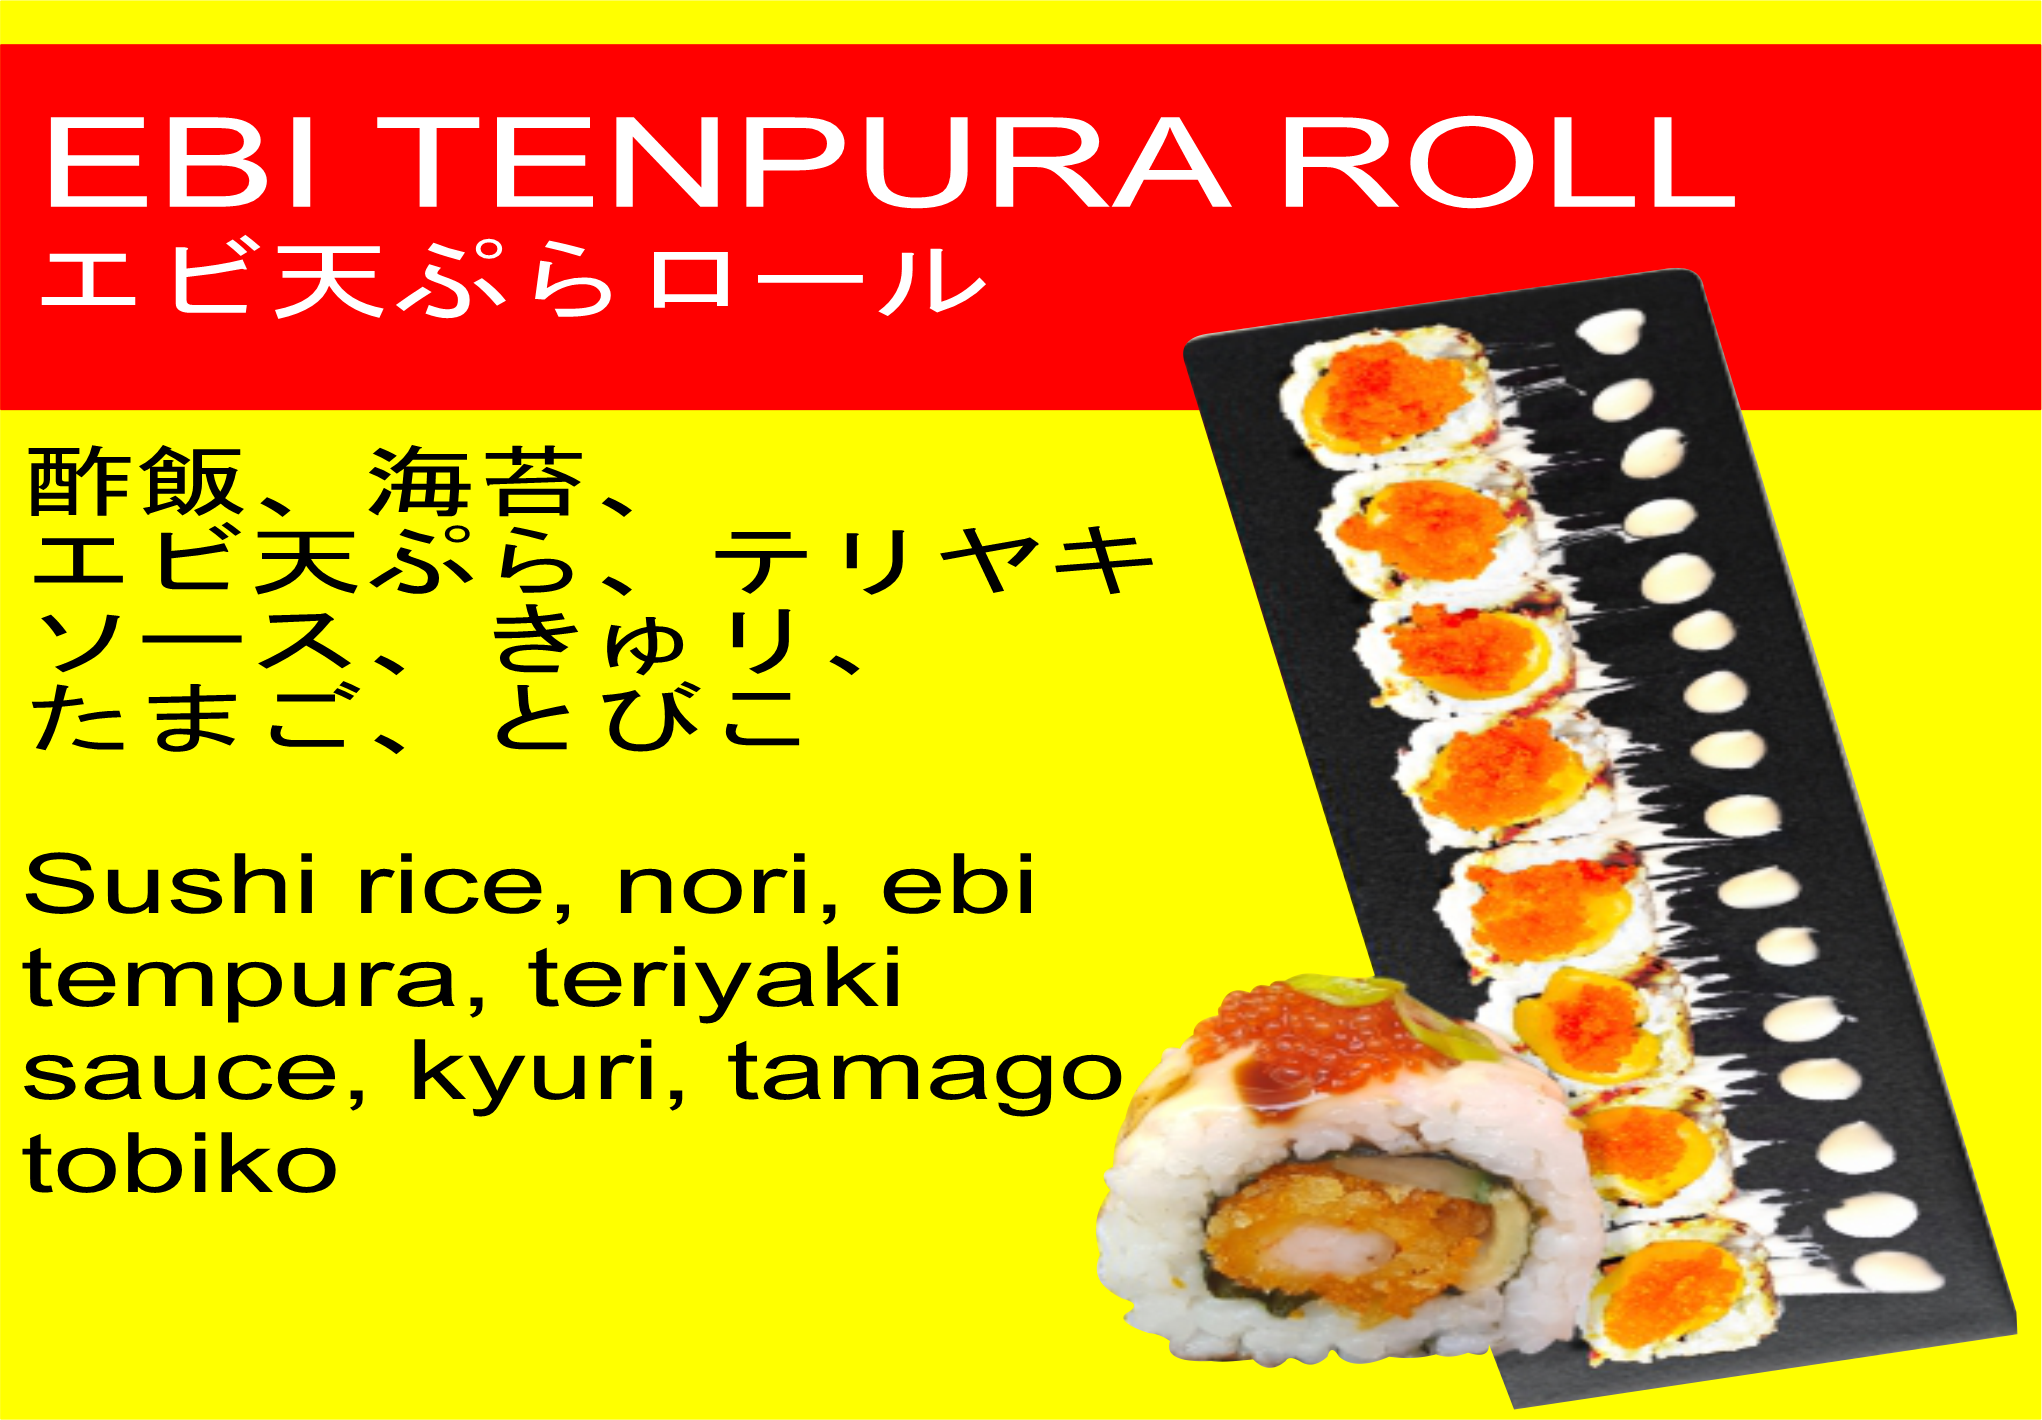 EBI TENPURA ROLL
エビ天ぷらロール
酢飯、海苔、
エビ天ぷら、テリヤキ
ソース、きゅリ、
たまご、とびこ
Sushi rice, nori, ebi
tempura, teriyaki
sauce, kyuri, tamago
tobiko